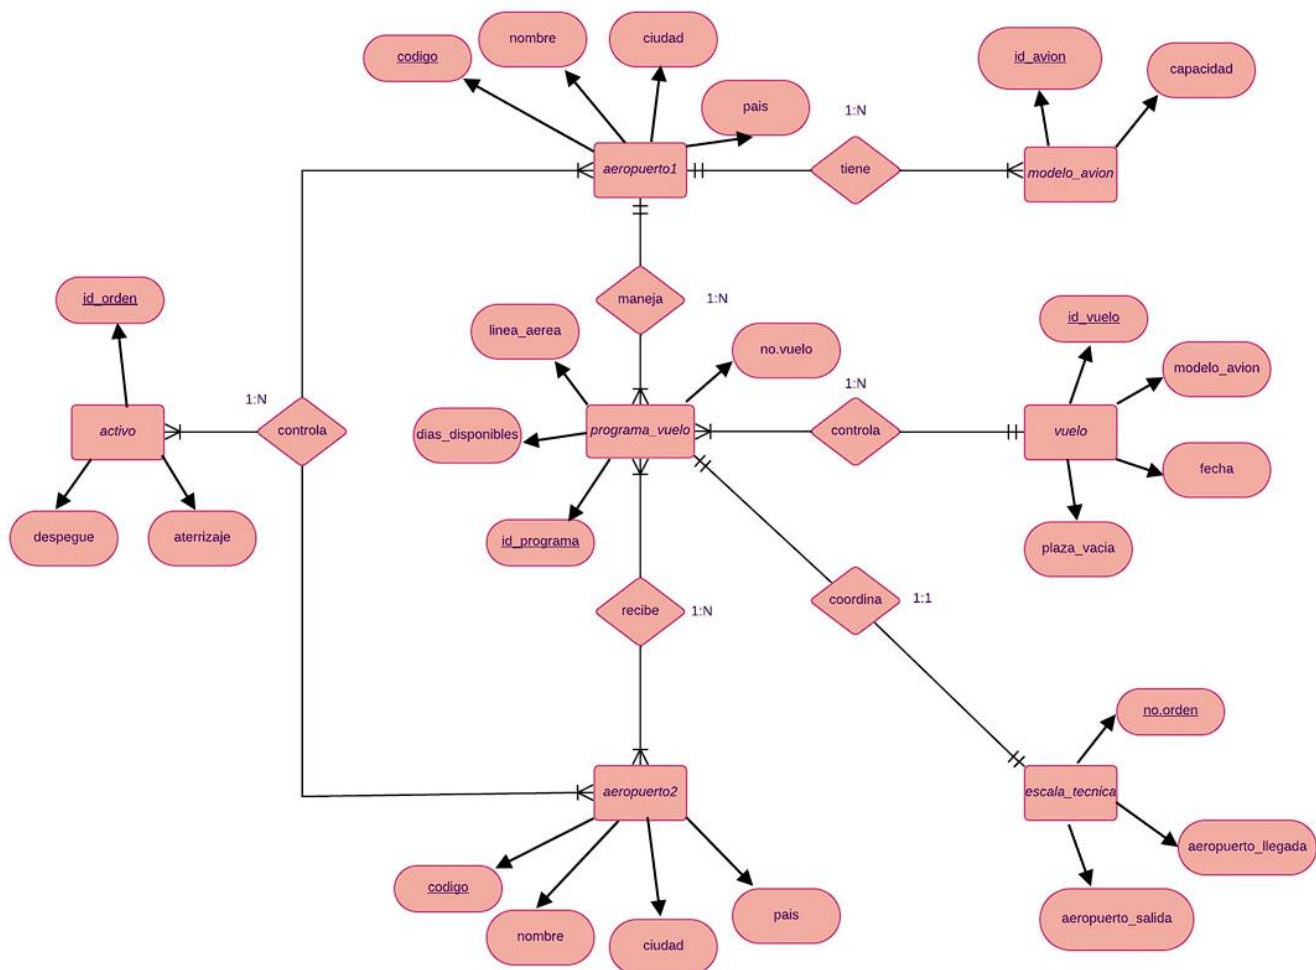 codigo
nombre
ciudad
pais
id_avion
capacidad
1:N
aeropuerto1
tiene
modelo_avion
maneja
1:N
id_orden
linea_aerea
no.vuelo
id_vuelo
modelo_avion
1:N
1:N
activo
controla
dias_disponibles
programa_vuelo
controla
vuelo
fecha
despegue
aterrizaje
id_programa
plaza_vacia
recibe
1:N
coordina
1:1
no.orden
aeropuerto2
escala_tecnica
aeropuerto_llegada
codigo
nombre
ciudad
pais
aeropuerto_salida